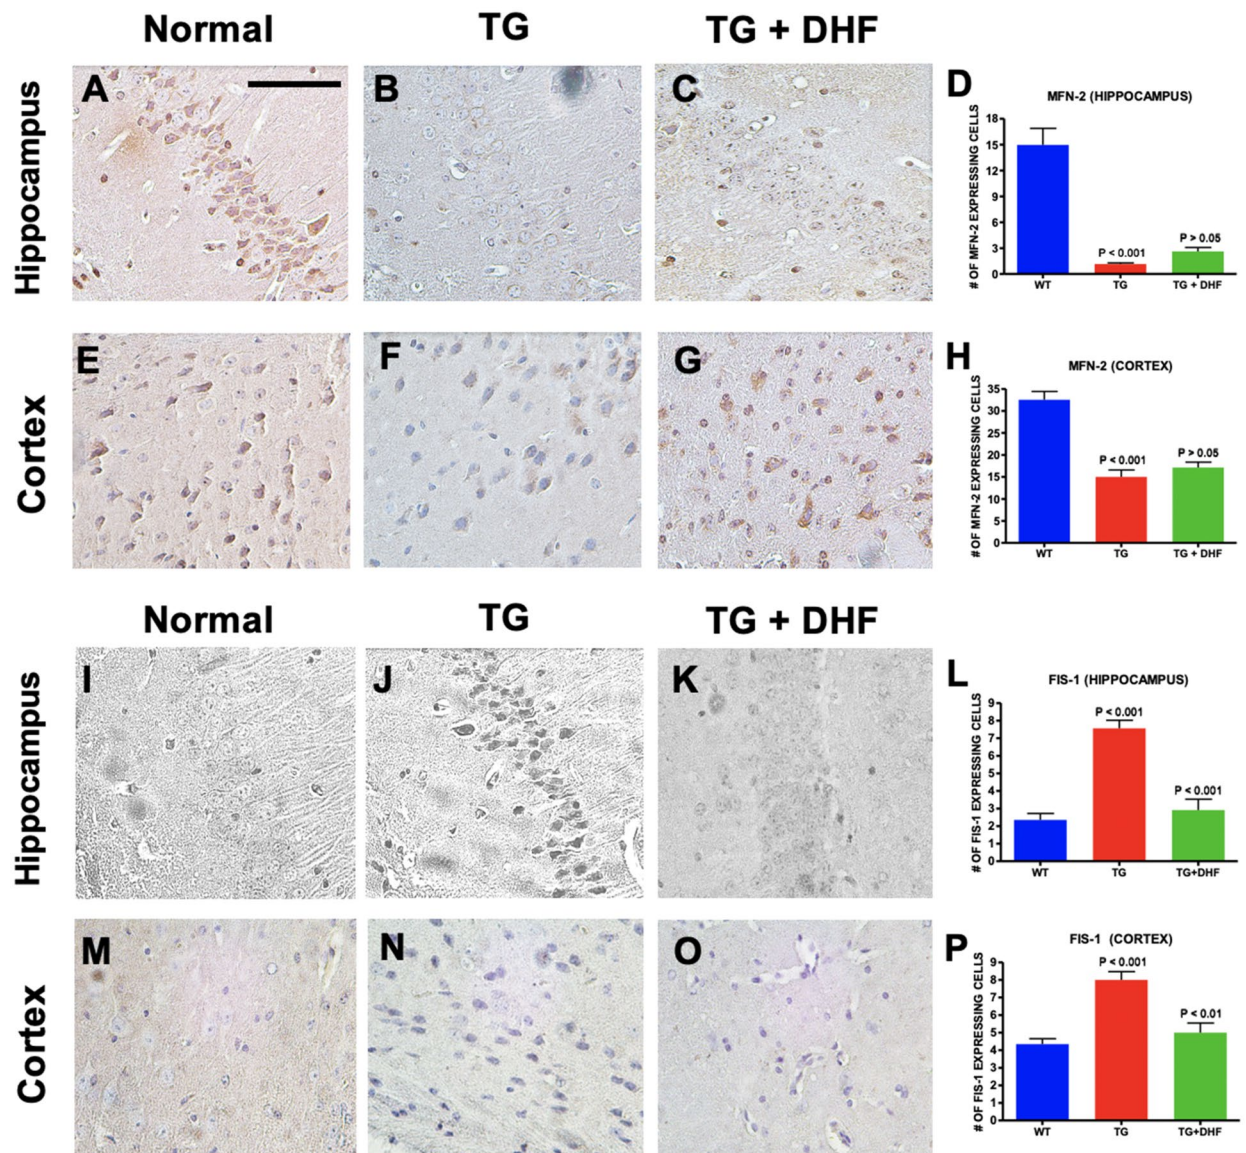 Normal TG TG + DHF
Hippocampus
A B C D
MFN-2 (HIPPOCAMPUS)
# OF MFN-2 EXPRESSING CELLS
18
15
12
9
6
3
0
P < 0.001
P > 0.05
WT TG TG + DHF
Cortex
E F G H
MFN-2 (CORTEX)
# OF MFN-2 EXPRESSING CELLS
35
30
25
20
15
10
5
0
P < 0.001
P > 0.05
WT TG TG + DHF
Normal TG TG + DHF
Hippocampus
I J K L
FIS-1 (HIPPOCAMPUS)
# OF FIS-1 EXPRESSING CELLS
9
8
7
6
5
4
3
2
1
0
P < 0.001
P < 0.001
WT TG TG+DHF
Cortex
M N O P
FIS-1 (CORTEX)
# OF FIS-1 EXPRESSING CELLS
9
8
7
6
5
4
3
2
1
0
P < 0.001
P < 0.01
WT TG TG+DHF